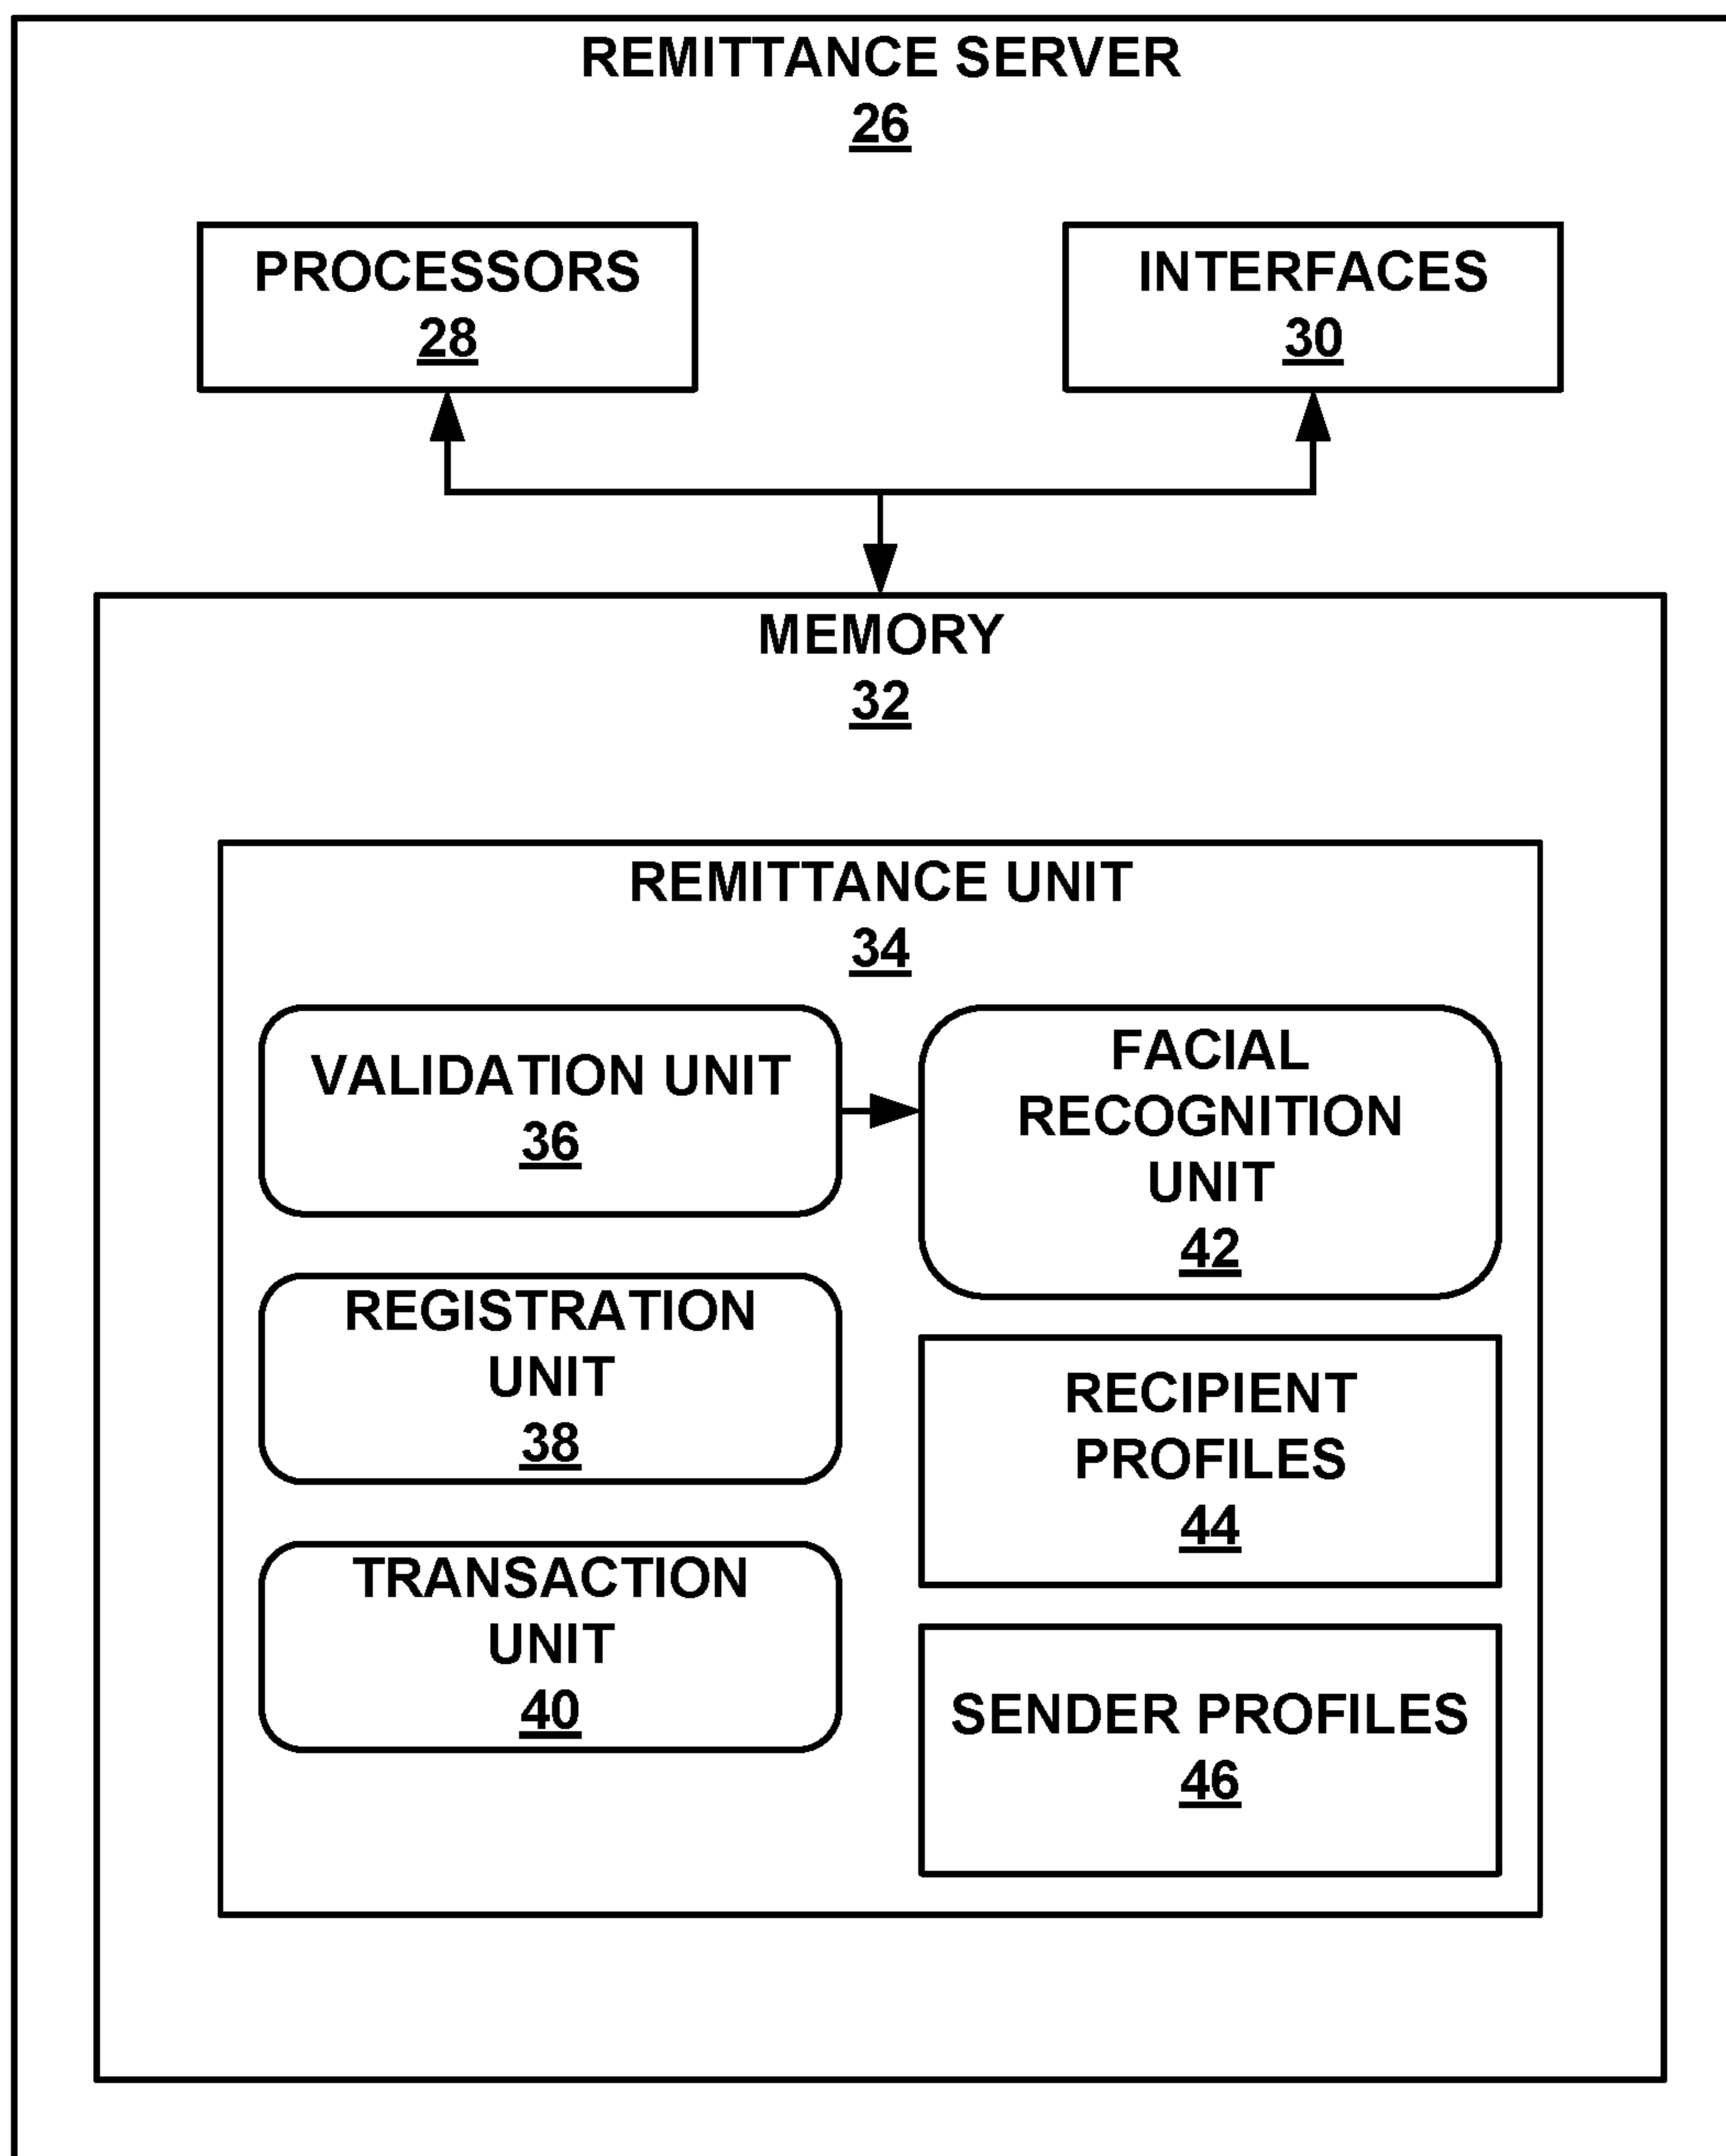 REMITTANCE SERVER
26
PROCESSORS
28
INTERFACES
30
MEMORY
32
REMITTANCE UNIT
34
VALIDATION UNIT
36
FACIAL
RECOGNITION
UNIT
42
REGISTRATION
UNIT
38
RECIPIENT
PROFILES
44
TRANSACTION
UNIT
40
SENDER PROFILES
46